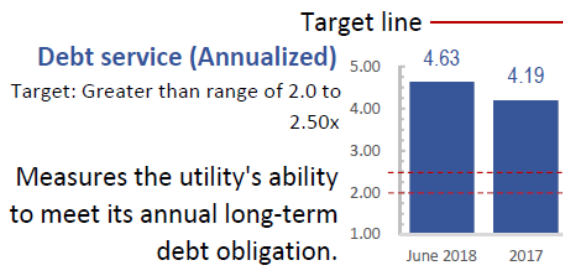 Target line
Debt service (Annualized)
Target: Greater than range of 2.0 to
2.50x
Measures the utility's ability
to meet its annual long-term
debt obligation.
4.63
4.19
5.00
4.00
3.00
2.00
1.00
June 2018
2017